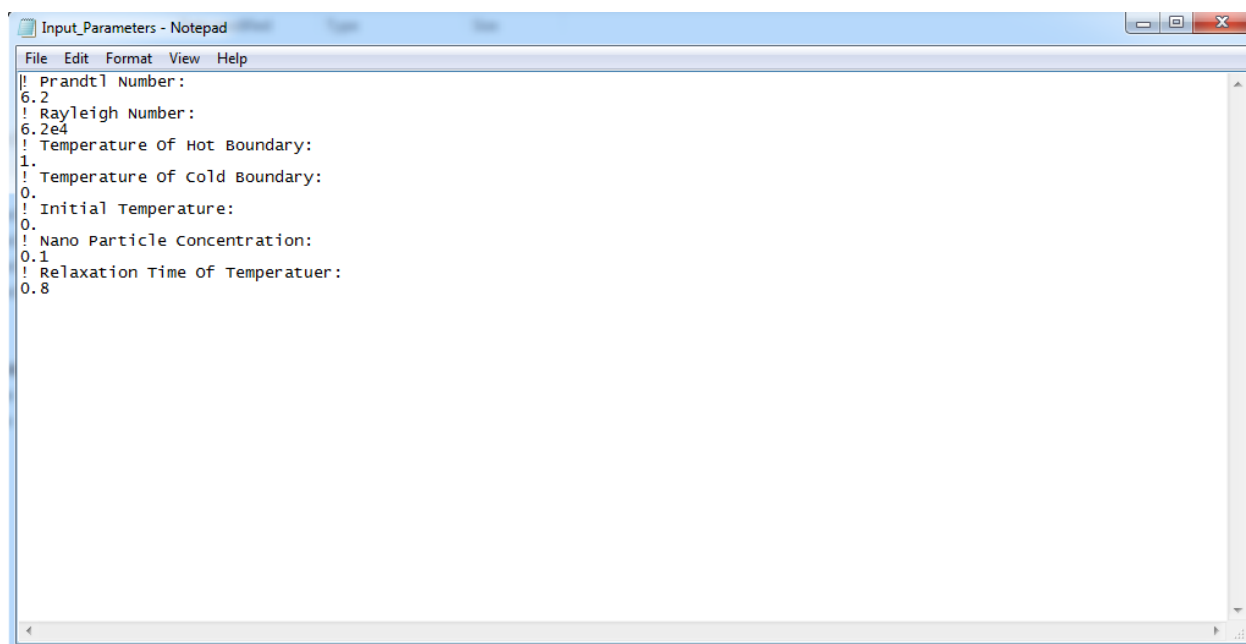 Input_Parameters - Notepad
File Edit Format View Help
! Prandtl Number:
6.2
! Rayleigh Number:
6.2e4
! Temperature Of Hot Boundary:
1.
! Temperature Of Cold Boundary:
0.
! Initial Temperature:
0.
! Nano Particle Concentration:
0.1
! Relaxation Time Of Temperatuer:
0.8